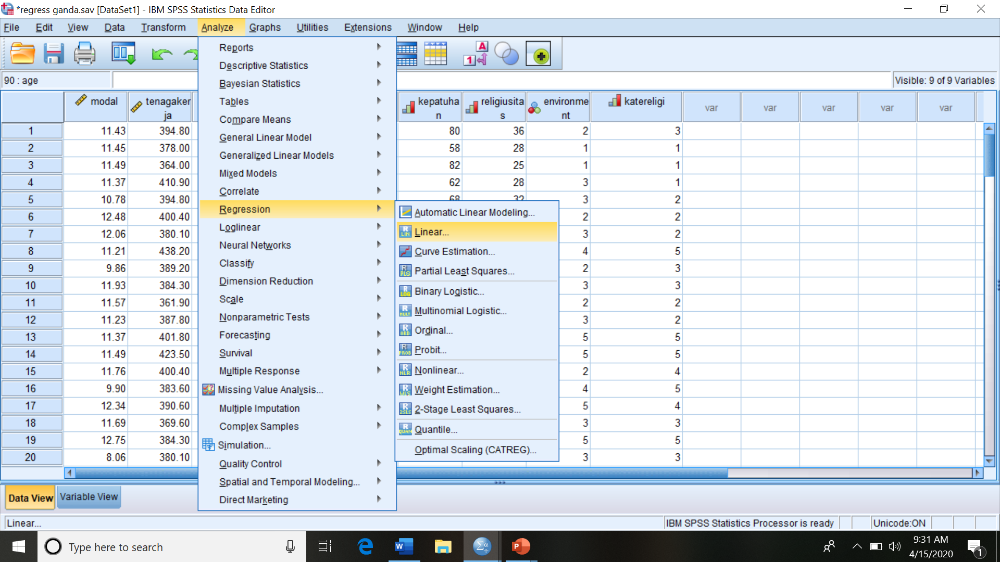 *regress ganda.sav [DataSet1] - IBM SPSS Statistics Data Editor
File Edit View Data Transform Analyze Graphs Utilities Extensions Window Help
90 : age
Visible: 9 of 9 Variables
Reports
Descriptive Statistics
Bayesian Statistics
Tables
Compare Means
General Linear Model
Generalized Linear Models
Mixed Models
Correlate
Regression
Loglinear
Neural Networks
Classify
Dimension Reduction
Scale
Nonparametric Tests
Forecasting
Survival
Multiple Response
Missing Value Analysis...
Multiple Imputation
Complex Samples
Simulation...
Quality Control
Spatial and Temporal Modeling...
Direct Marketing
Automatic Linear Modeling...
Linear...
Curve Estimation...
Partial Least Squares...
Binary Logistic...
Multinomial Logistic...
Ordinal...
Probit...
Nonlinear...
Weight Estimation...
2-Stage Least Squares...
Quantile...
Optimal Scaling (CATREG)...
modal tenagaker kepatuha religiusita environme katereligi var var var var var
ja n s nt
1 11.43 394.80 80 36 2 3
2 11.45 378.00 58 28 1 1
3 11.49 364.00 82 25 1 1
4 11.37 410.90 62 28 3 1
5 10.78 394.80 68 32 3 2
6 12.48 400.40 2 2
7 12.06 380.10 3 2
8 11.21 438.20 4 5
9 9.86 389.20 2 3
10 11.93 384.30 3 3
11 11.57 361.90 2 2
12 11.23 387.80 3 2
13 11.37 401.80 5 5
14 11.49 423.50 5 5
15 11.76 400.40 2 4
16 9.90 383.60 4 5
17 12.34 390.60 5 4
18 11.69 369.60 3 3
19 12.75 384.30 5 5
20 8.06 380.10 3 3
Data View Variable View
Linear...
IBM SPSS Statistics Processor is ready Unicode:ON
Type here to search
9:31 AM
4/15/2020
1